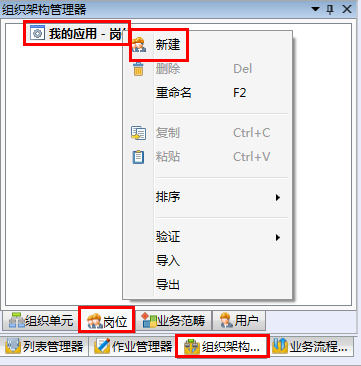 组织架构管理器
我的应用 - 岗
新建
删除 Del
重命名 F2
复制 Ctrl+C
粘贴 Ctrl+V
排序
验证
导入
导出
组织单元 岗位 业务范畴 用户
列表管理器 作业管理器 组织架构... 业务流程...